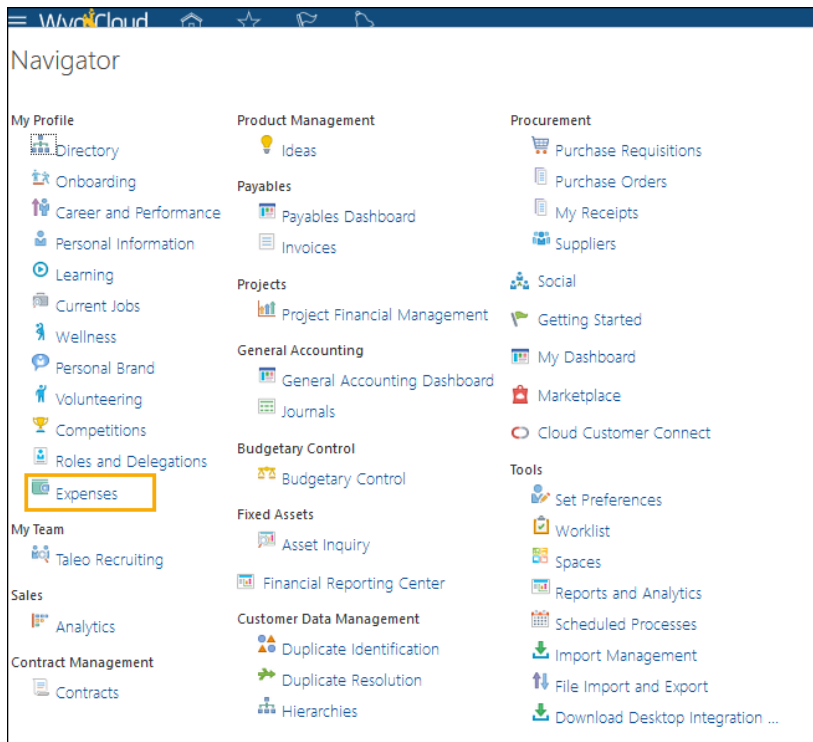 WyoCloud
Navigator
My Profile
Directory
Onboarding
Career and Performance
Personal Information
Learning
Current Jobs
Wellness
Personal Brand
Volunteering
Competitions
Roles and Delegations
Expenses
My Team
Taleo Recruiting
Sales
Analytics
Contract Management
Contracts
Product Management
Ideas
Payables
Payables Dashboard
Invoices
Projects
Project Financial Management
General Accounting
General Accounting Dashboard
Journals
Budgetary Control
Budgetary Control
Fixed Assets
Asset Inquiry
Financial Reporting Center
Customer Data Management
Duplicate Identification
Duplicate Resolution
Hierarchies
Procurement
Purchase Requisitions
Purchase Orders
My Receipts
Suppliers
Social
Getting Started
My Dashboard
Marketplace
Cloud Customer Connect
Tools
Set Preferences
Worklist
Spaces
Reports and Analytics
Scheduled Processes
Import Management
File Import and Export
Download Desktop Integration ...